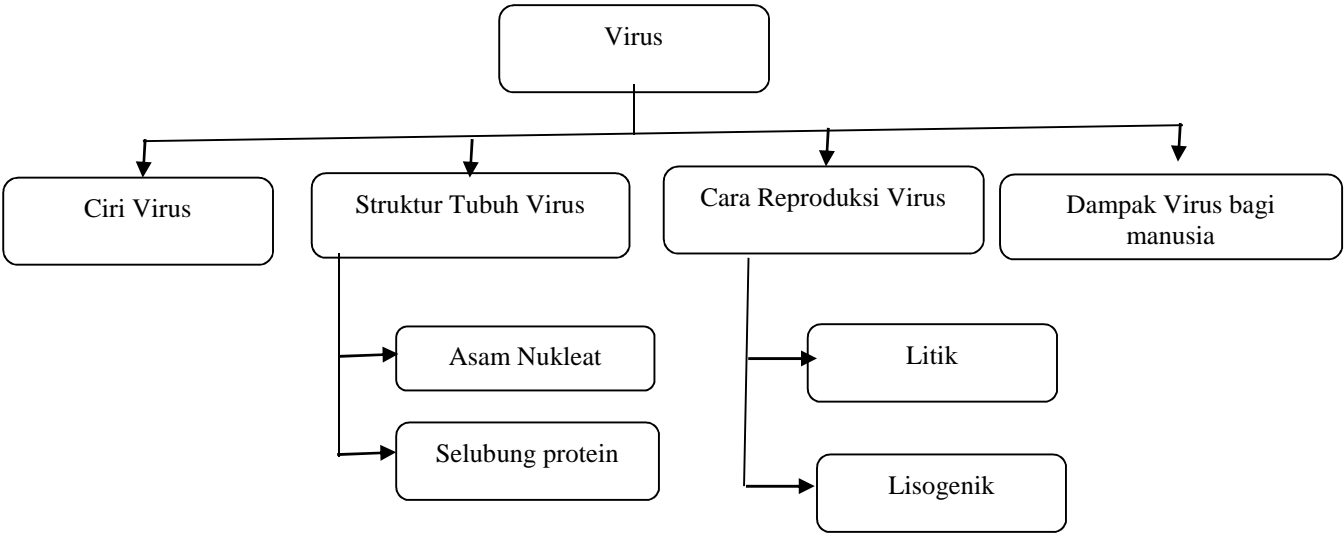 Virus
Ciri Virus
Struktur Tubuh Virus
Cara Reproduksi Virus
Dampak Virus bagi
manusia
Asam Nukleat
Litik
Selubung protein
Lisogenik